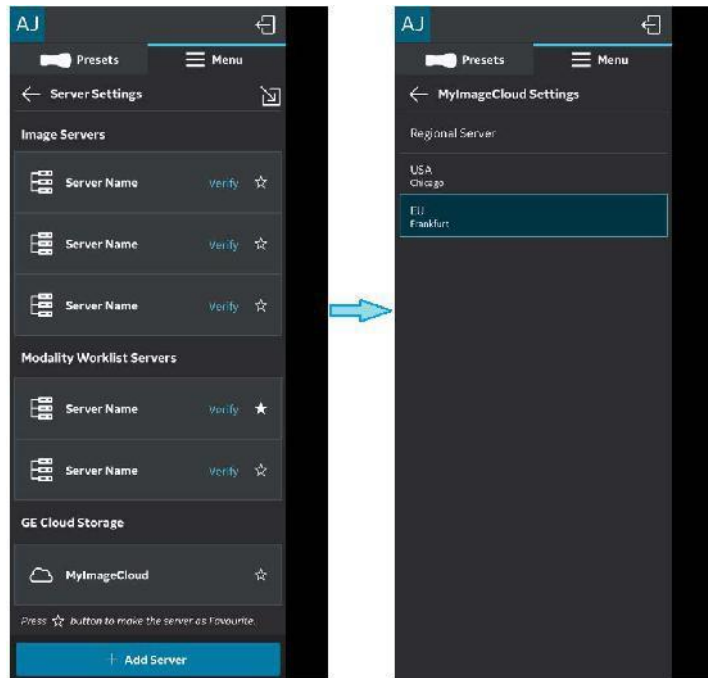 AJ
Presets
Menu
Server Settings
Image Servers
Server Name Verify
Server Name Verify
Server Name Verify
Modality Worklist Servers
Server Name Verify
Server Name Verify
GE Cloud Storage
MyImageCloud
Press ☆ button to make the server as Favourite.
+ Add Server
AJ
Presets
Menu
MyImageCloud Settings
Regional Server
USA
Chicago
EU
Frankfurt